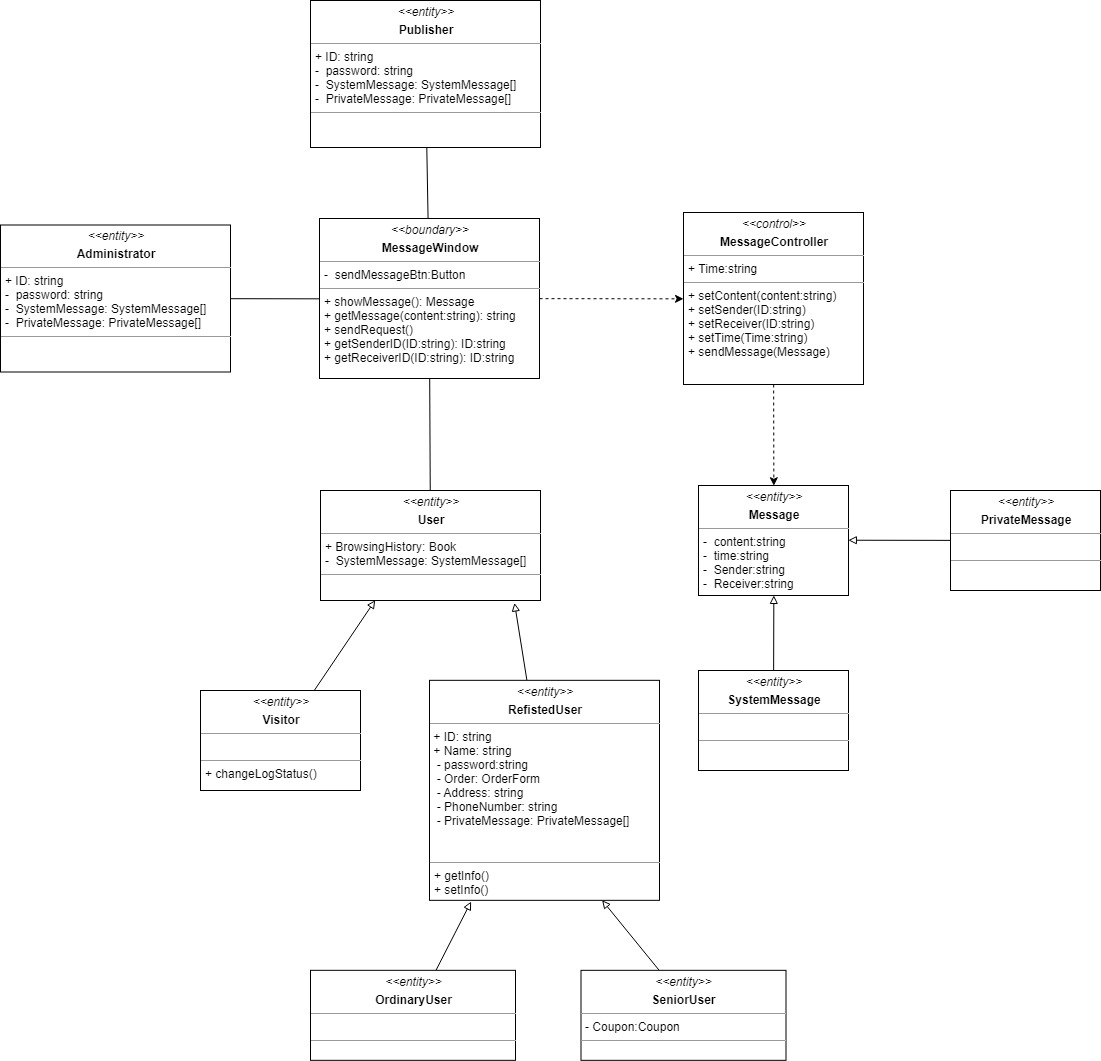 <<entity>>
Publisher
+ ID: string
- password: string
- SystemMessage: SystemMessage[]
- PrivateMessage: PrivateMessage[]
<<entity>>
Administrator
+ ID: string
- password: string
- SystemMessage: SystemMessage[]
- PrivateMessage: PrivateMessage[]
<<boundary>>
MessageWindow
- sendMessageBtn:Button
+ showMessage(): Message
+ getMessage(content:string): string
+ sendRequest()
+ getSenderID(ID:string): ID:string
+ getReceiverID(ID:string): ID:string
<<control>>
MessageController
+ Time:string
+ setContent(content:string)
+ setSender(ID:string)
+ setReceiver(ID:string)
+ setTime(Time:string)
+ sendMessage(Message)
<<entity>>
User
+ BrowsingHistory: Book
- SystemMessage: SystemMessage[]
<<entity>>
Message
- content:string
- time:string
- Sender:string
- Receiver:string
<<entity>>
PrivateMessage
<<entity>>
Visitor
+ changeLogStatus()
<<entity>>
RefistedUser
+ ID: string
+ Name: string
- password:string
- Order: OrderForm
- Address: string
- PhoneNumber: string
- PrivateMessage: PrivateMessage[]
+ getInfo()
+ setInfo()
<<entity>>
SystemMessage
<<entity>>
OrdinaryUser
<<entity>>
SeniorUser
- Coupon:Coupon